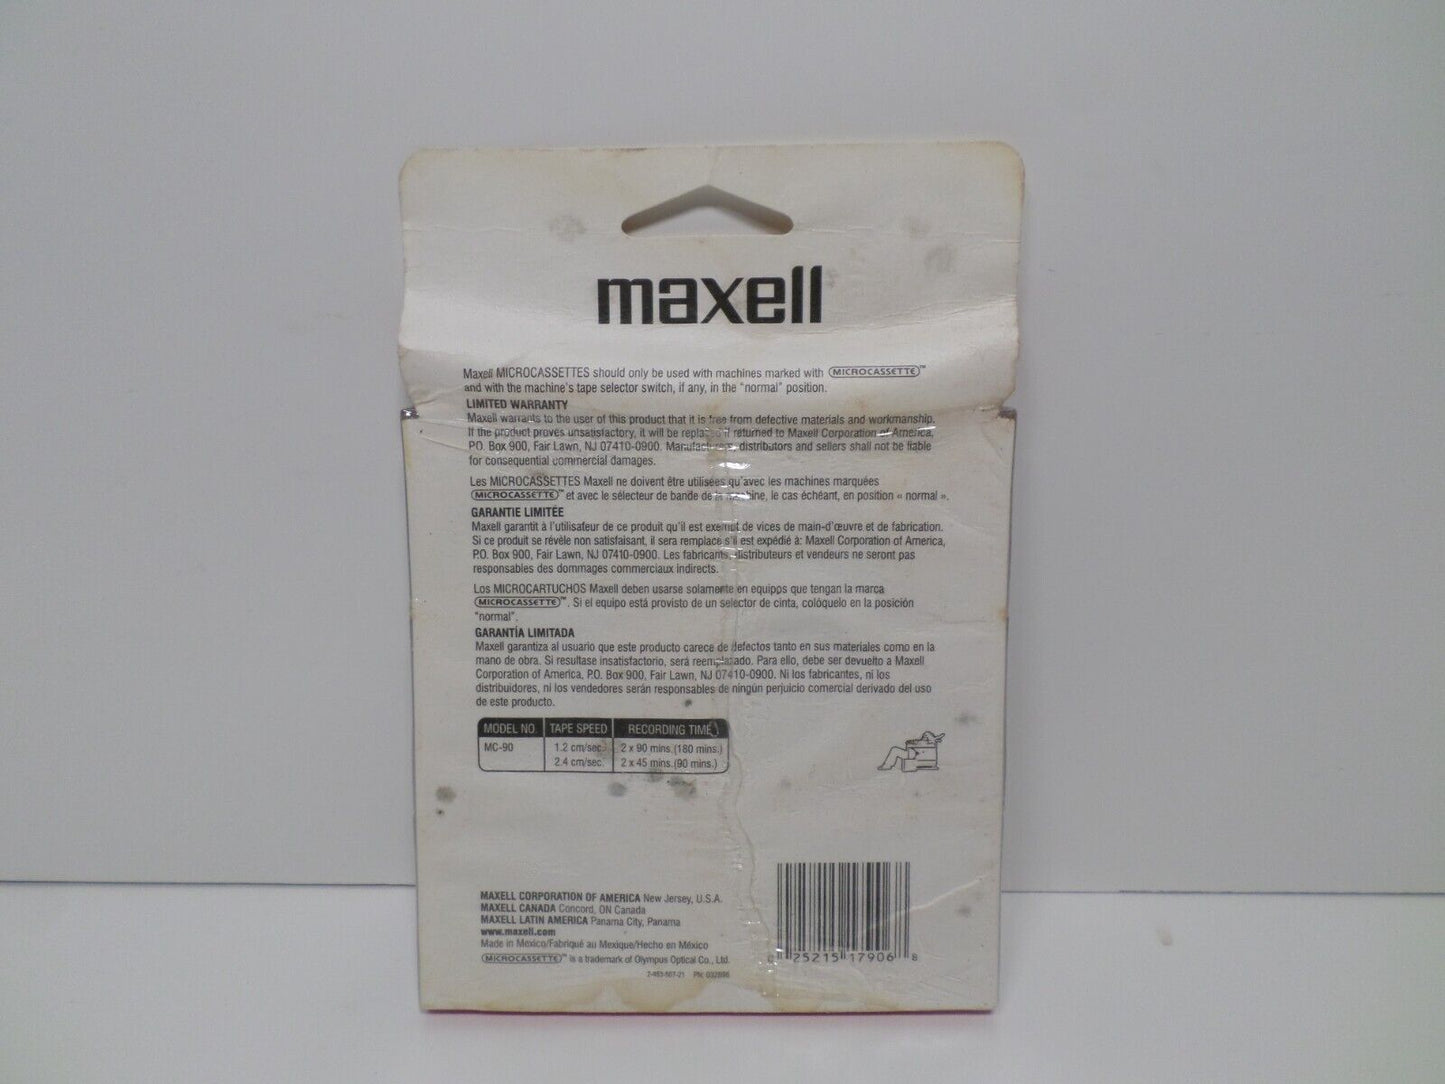 maxell
Maxell MICROCASSETTES should only be used with machines marked with MICROCASSETTE™
and with the machine's tape selector switch, if any, in the "normal" position.
LIMITED WARRANTY
Maxell warrants to the user of this product that it is free from defective materials and workmanship.
If the product proves unsatisfactory, it will be replaced if returned to Maxell Corporation of America,
P.O. Box 900, Fair Lawn, NJ 07410-0900. Manufacturers, distributors and sellers shall not be liable
for consequential commercial damages.
Les MICROCASSETTES Maxell ne doivent être utilisées qu'avec les machines marquées
MICROCASSETTE™ et avec le sélecteur de bande de la machine, le cas échéant, en position « normal ».
GARANTIE LIMITÉE
Maxell garantit à l'utilisateur de ce produit qu'il est exempt de vices de main-d'œuvre et de fabrication.
Si ce produit se révèle non satisfaisant, il sera remplacé s'il est expédié à: Maxell Corporation of America,
P.O. Box 900, Fair Lawn, NJ 07410-0900. Les fabricants, distributeurs et vendeurs ne seront pas
responsables des dommages commerciaux indirects.
Los MICROCARTUCHOS Maxell deben usarse solamente en equipos que tengan la marca
MICROCASSETTE™. Si el equipo está provisto de un selector de cinta, colóquelo en la posición
"normal".
GARANTÍA LIMITADA
Maxell garantiza al usuario que este producto carece de defectos tanto en sus materiales como en la
mano de obra. Si resultase insatisfactorio, será reemplazado. Para ello, debe ser devuelto a Maxell
Corporation of America, P.O. Box 900, Fair Lawn, NJ 07410-0900. Ni los fabricantes, ni los
distribuidores, ni los vendedores serán responsables de ningún perjuicio comercial derivado del uso
de este producto.
MODEL NO. TAPE SPEED RECORDING TIME
MC-90 1.2 cm/sec. 2 x 90 mins.(180 mins.)
2.4 cm/sec. 2 x 45 mins.(90 mins.)
MAXELL CORPORATION OF AMERICA New Jersey, U.S.A.
MAXELL CANADA Concord, ON Canada
MAXELL LATIN AMERICA Panama City, Panama
www.maxell.com
Made in Mexico/Fabriqué au Mexique/Hecho en México
MICROCASSETTE™ is a trademark of Olympus Optical Co., Ltd.
0 25215 17906 8